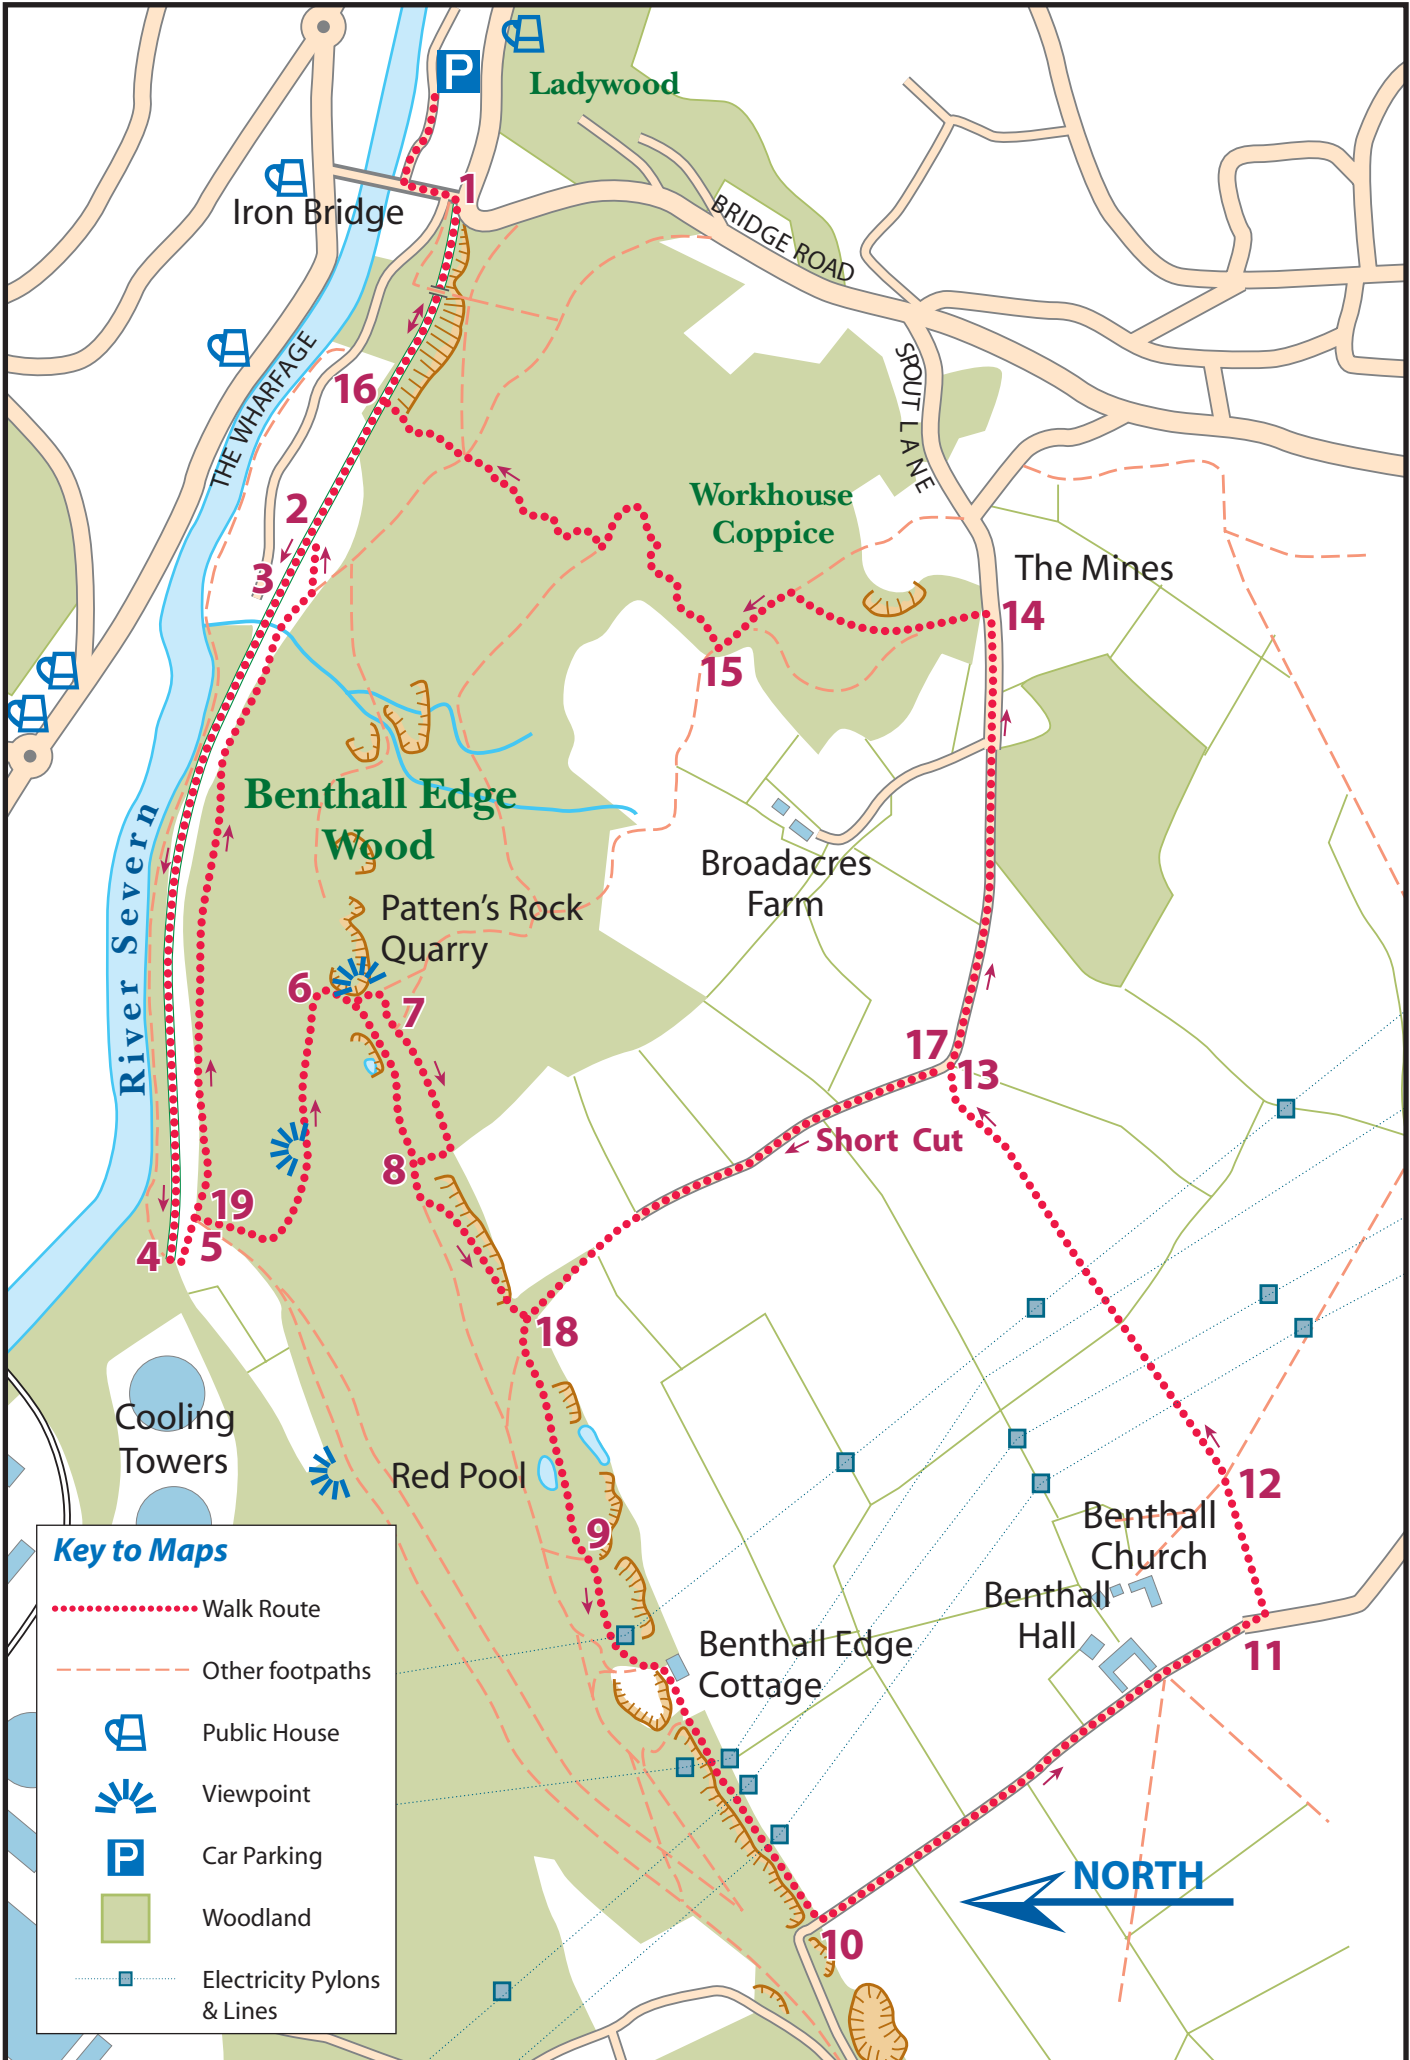 P
Ladywood
1
Iron Bridge
BRIDGE ROAD
THE WHARFAGE
SPOUT LANE
16
2
3
Workhouse
Coppice
The Mines
14
15
Benthall Edge
Wood
River Severn
Broadacres
Farm
Patten's Rock
Quarry
6
7
17
13
Short Cut
8
19
5
4
18
Cooling
Towers
Red Pool
12
Benthall
Church
9
Benthall
Hall
11
Benthall Edge
Cottage
NORTH
10
Key to Maps
Walk Route
Other footpaths
Public House
Viewpoint
P
Car Parking
Woodland
Electricity Pylons
& Lines